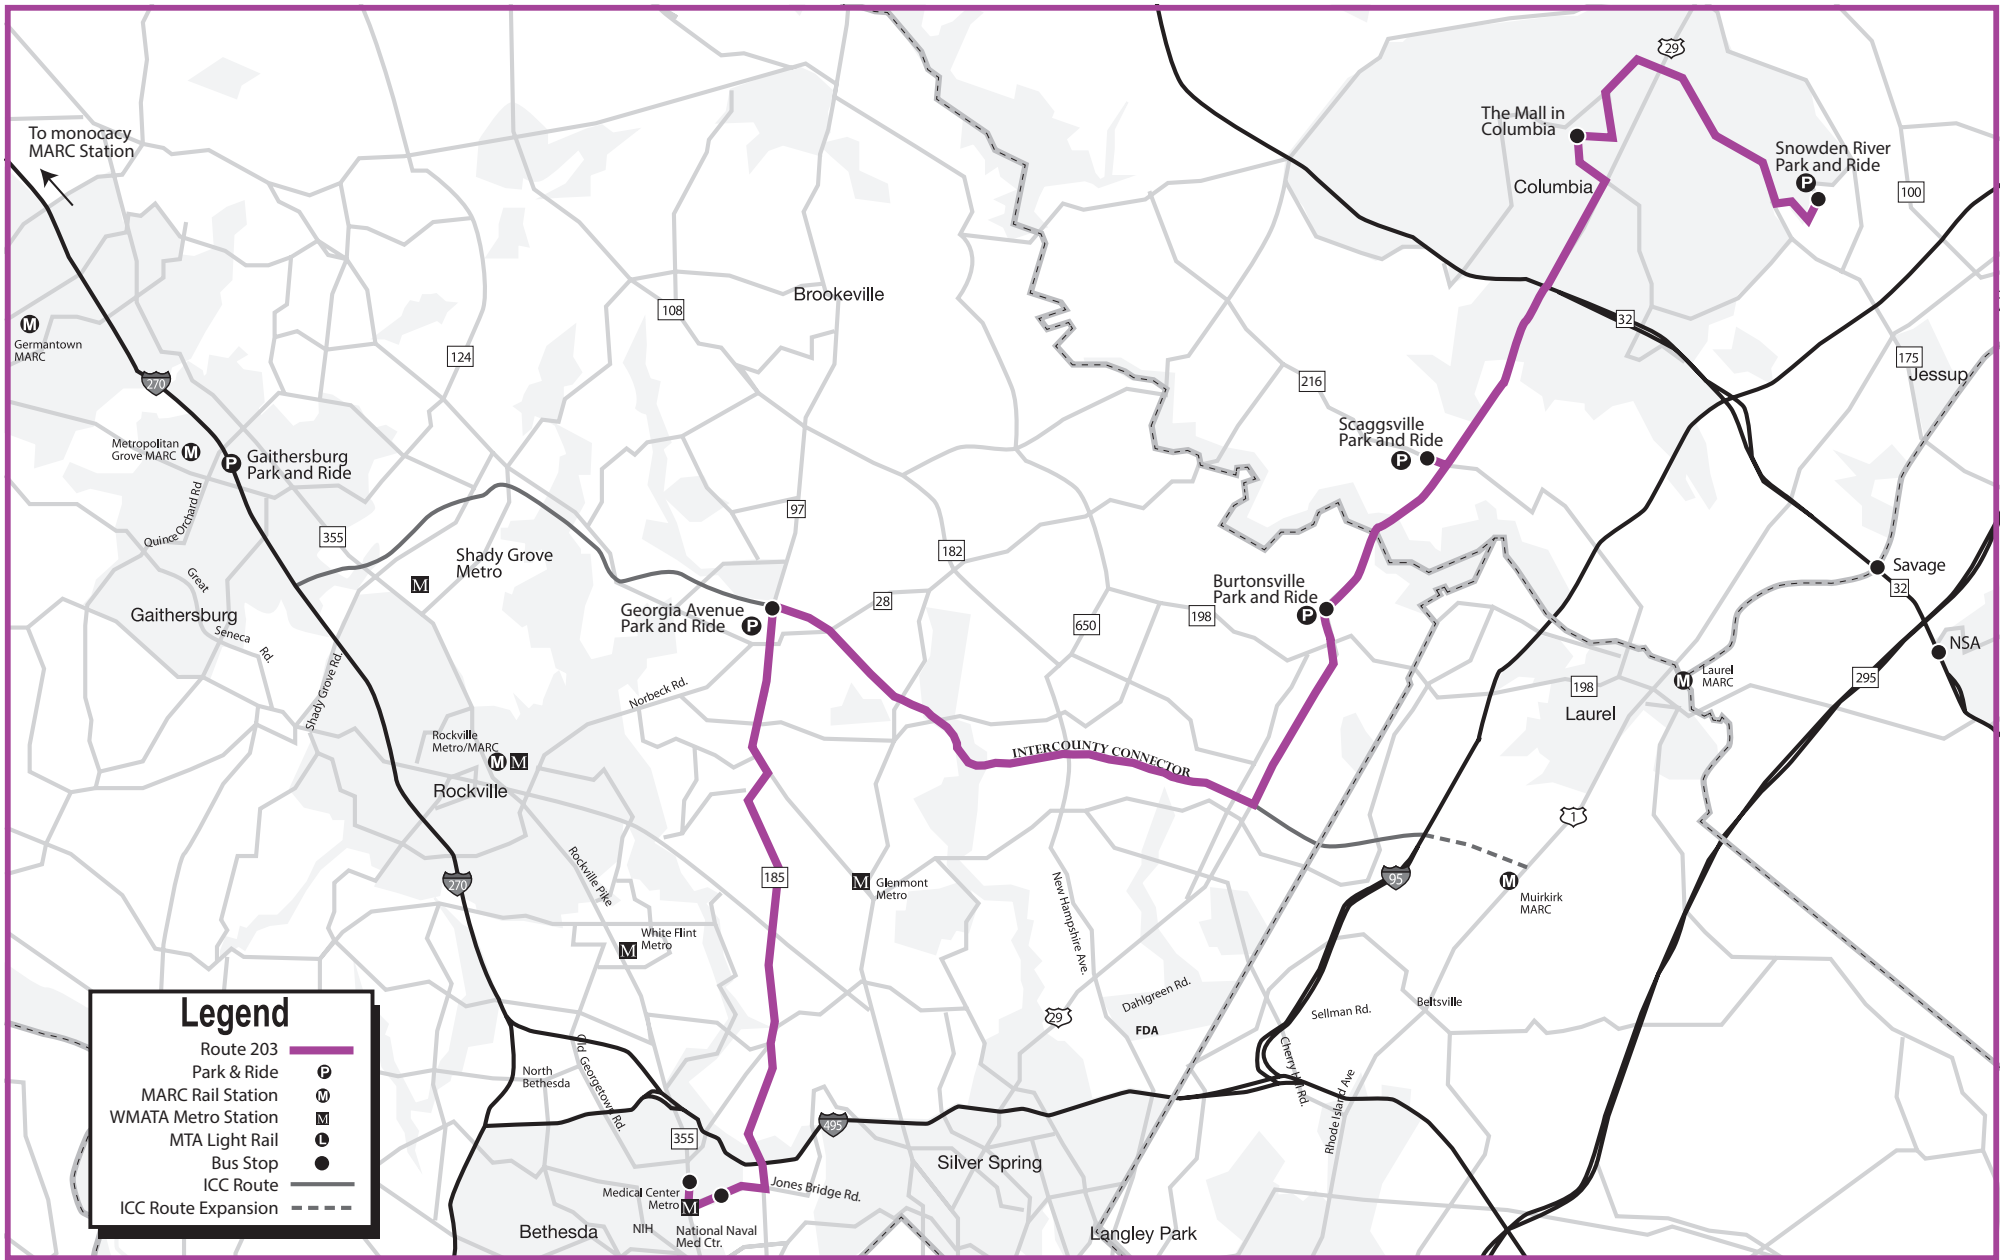 29
The Mall in
Columbia
To monocacy
MARC Station
Snowden River
Park and Ride
P
Columbia
100
Brookeville
108
32
M
Germantown
MARC
124
175
Jessup
270
216
Scaggsville
Park and Ride
P
Metropolitan
Grove MARC
M
P
Gaithersburg
Park and Ride
97
Quince Orchard Rd
355
182
Shady Grove
Metro
M
Savage
32
Great
Seneca
Rd.
Burtonsville
Park and Ride
P
28
Georgia Avenue
Park and Ride
P
198
650
Gaithersburg
NSA
Shady Grove Rd.
Laurel
MARC
M
295
198
Norbeck Rd.
Laurel
Rockville
Metro/MARC
M
M
INTERCOUNTY CONNECTOR
Rockville
1
185
270
95
M
Glenmont
Metro
M
Muirkirk
MARC
Rockville Pike
New Hampshire Ave.
White Flint
Metro
M
Dahlgreen Rd.
29
FDA
Sellman Rd.
Beltsville
Cherry Hill Rd.
Rhode Island Ave
Old Georgetown Rd.
North
Bethesda
495
355
Silver Spring
Jones Bridge Rd.
Medical Center
Metro
M
NIH
National Naval
Med Ctr.
Bethesda
Langley Park
Legend
Route 203
Park & Ride
P
MARC Rail Station
M
WMATA Metro Station
M
MTA Light Rail
L
Bus Stop
ICC Route
ICC Route Expansion